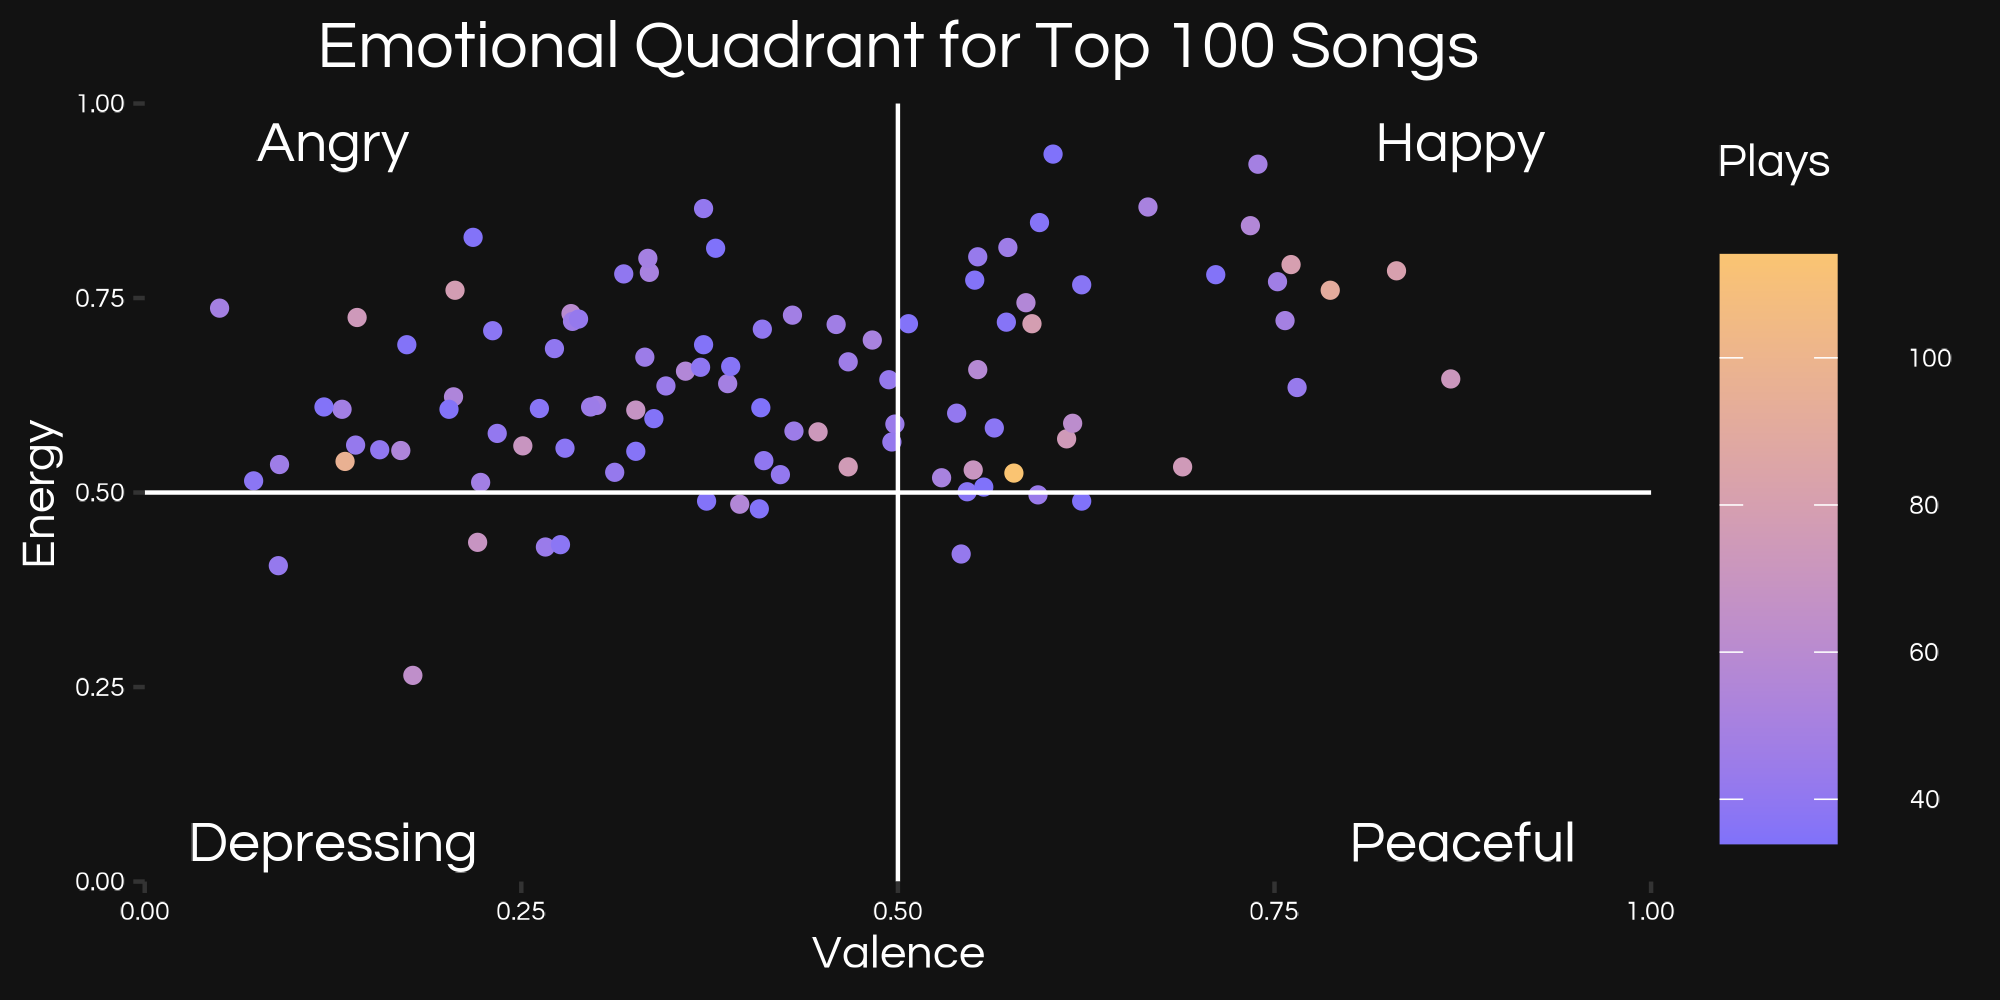 Emotional Quadrant for Top 100 Songs
1.00
Angry
Happy
Plays
0.75
100
Energy
0.50
80
60
0.25
40
Depressing
Peaceful
0.00
0.00
0.25
0.50
0.75
1.00
Valence